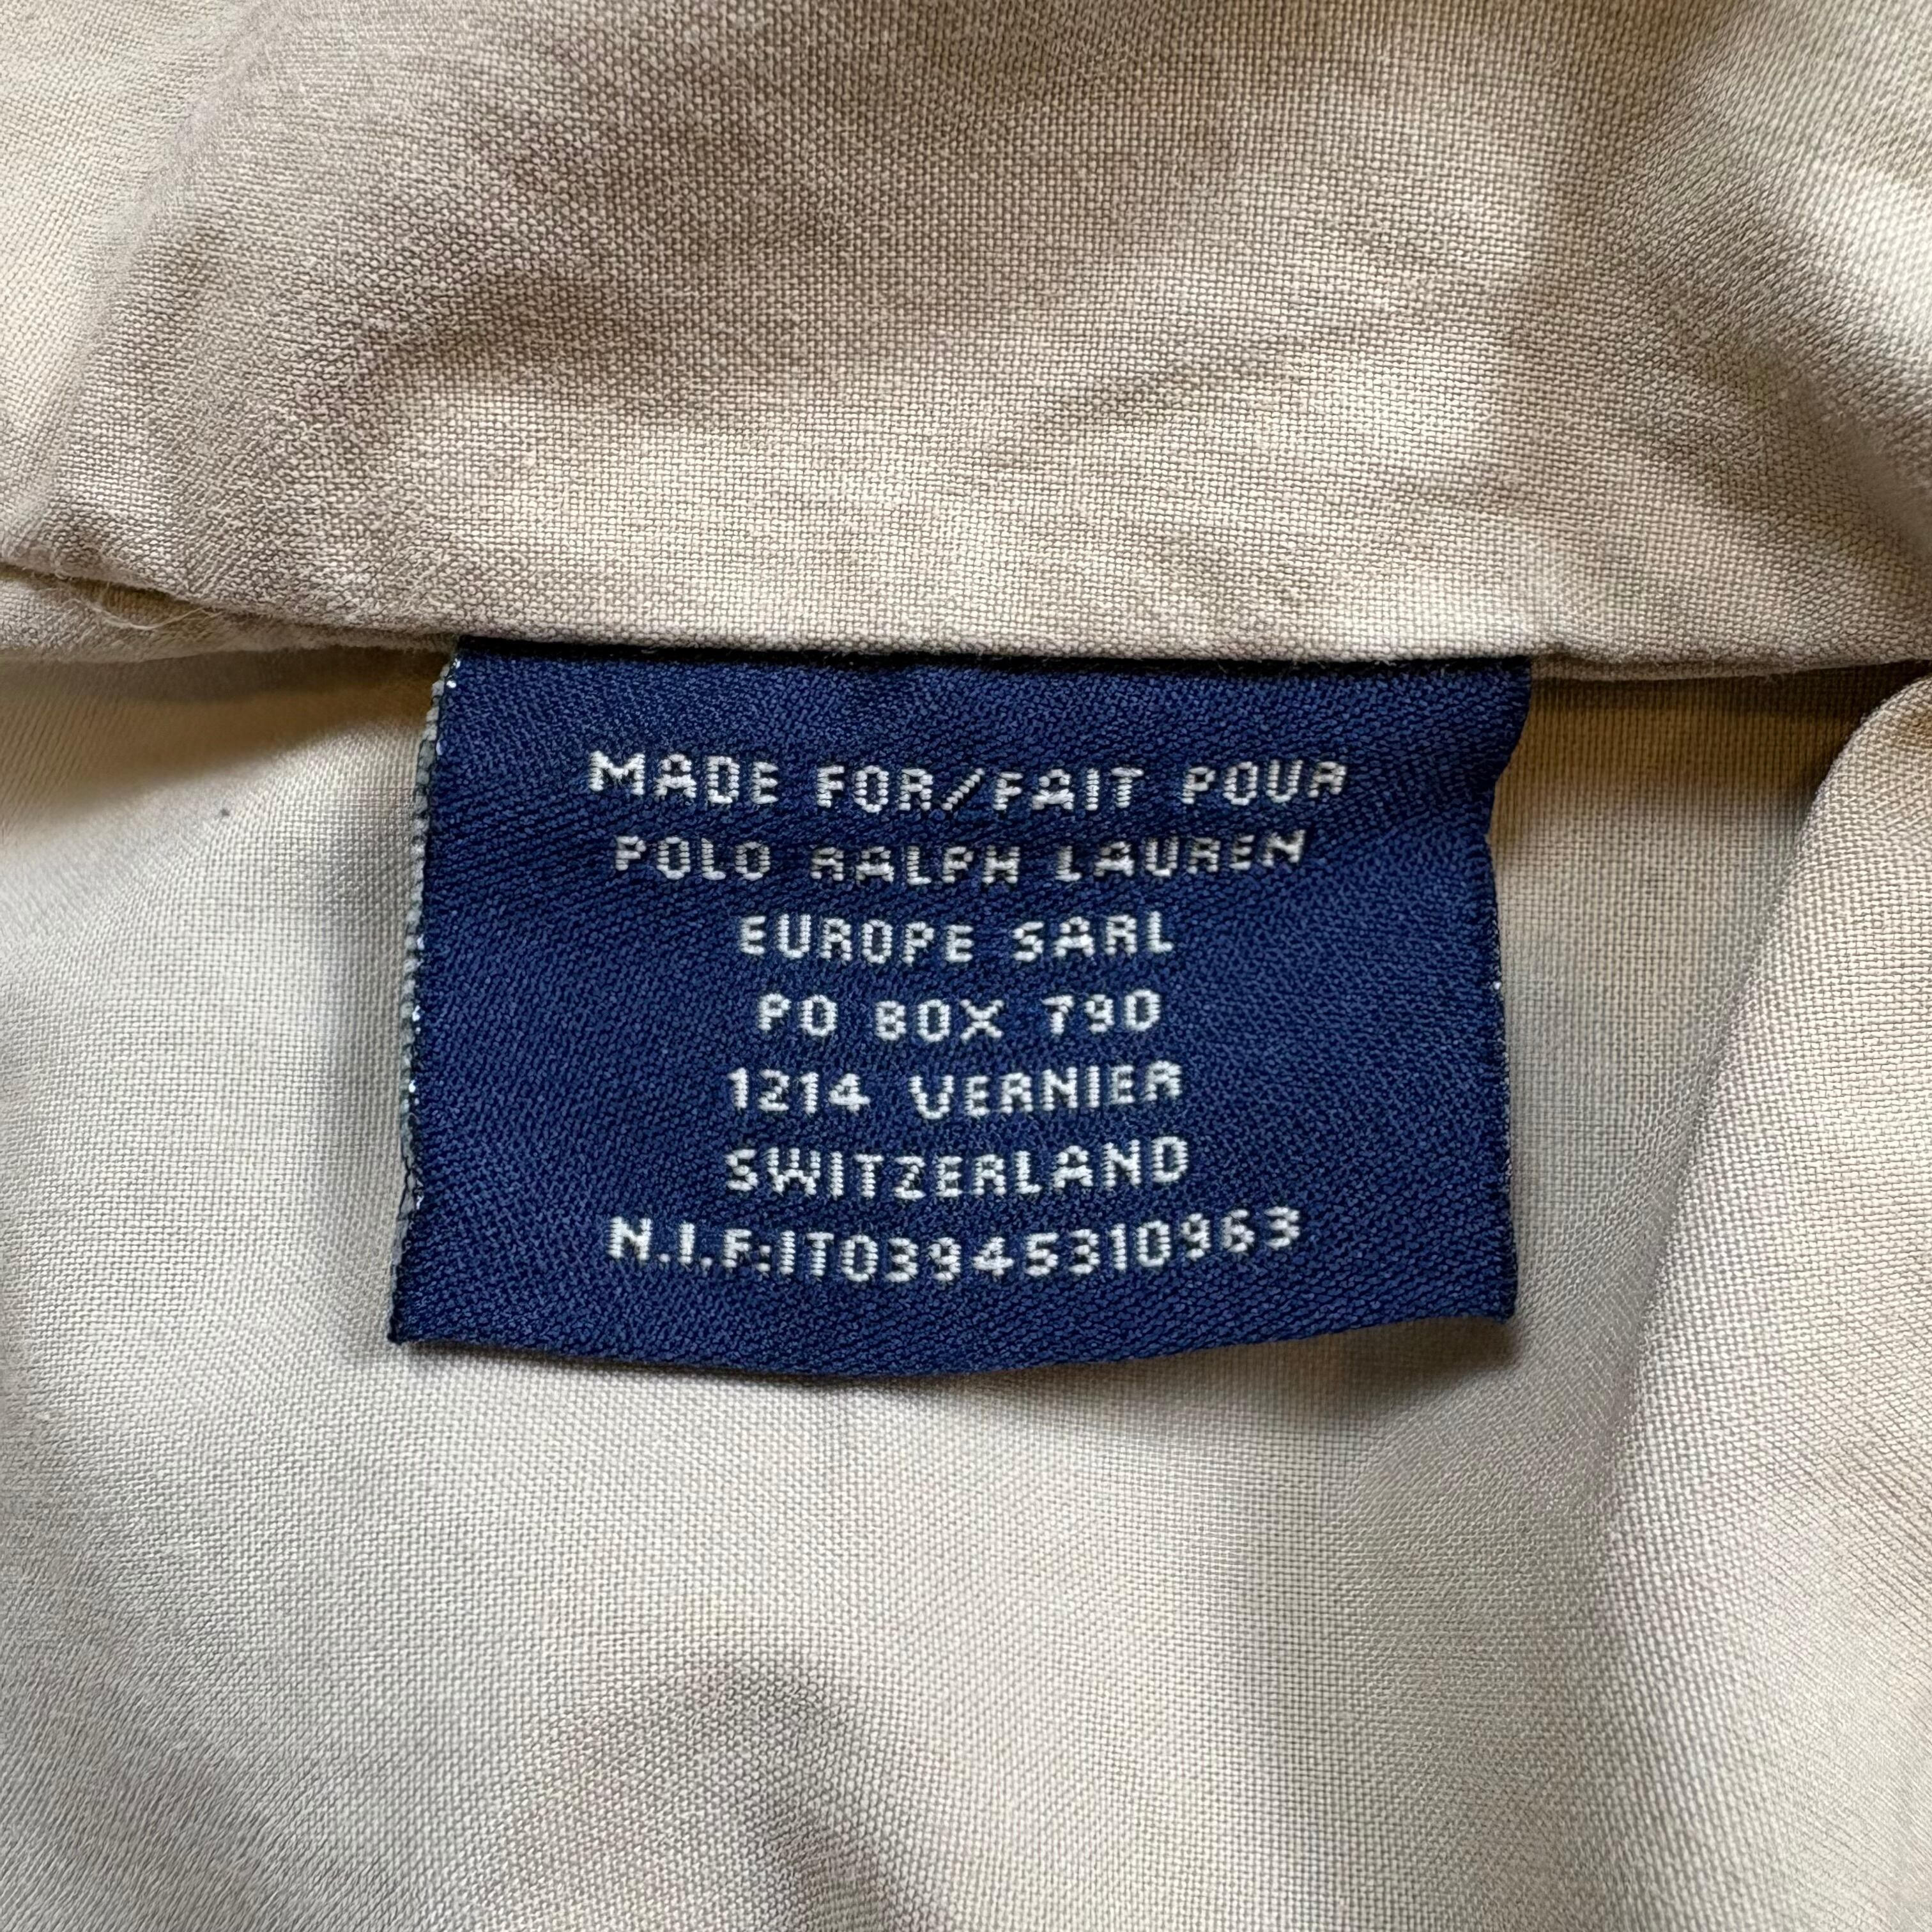 MADE FOR/FAIT POUR
POLO RALPH LAUREN
EUROPE SARL
PO BOX 790
1214 VERNIER
SWITZERLAND
N.I.F:IT03945310963